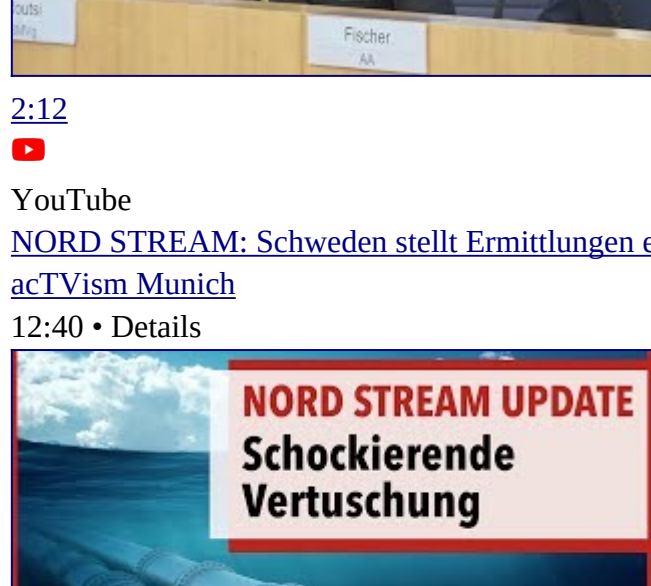 Fischer
AA
2:12
YouTube
NORD STREAM: Schweden stellt Ermittlungen e
acTVism Munich
12:40 • Details
NORD STREAM UPDATE
Schockierende
Vertuschung